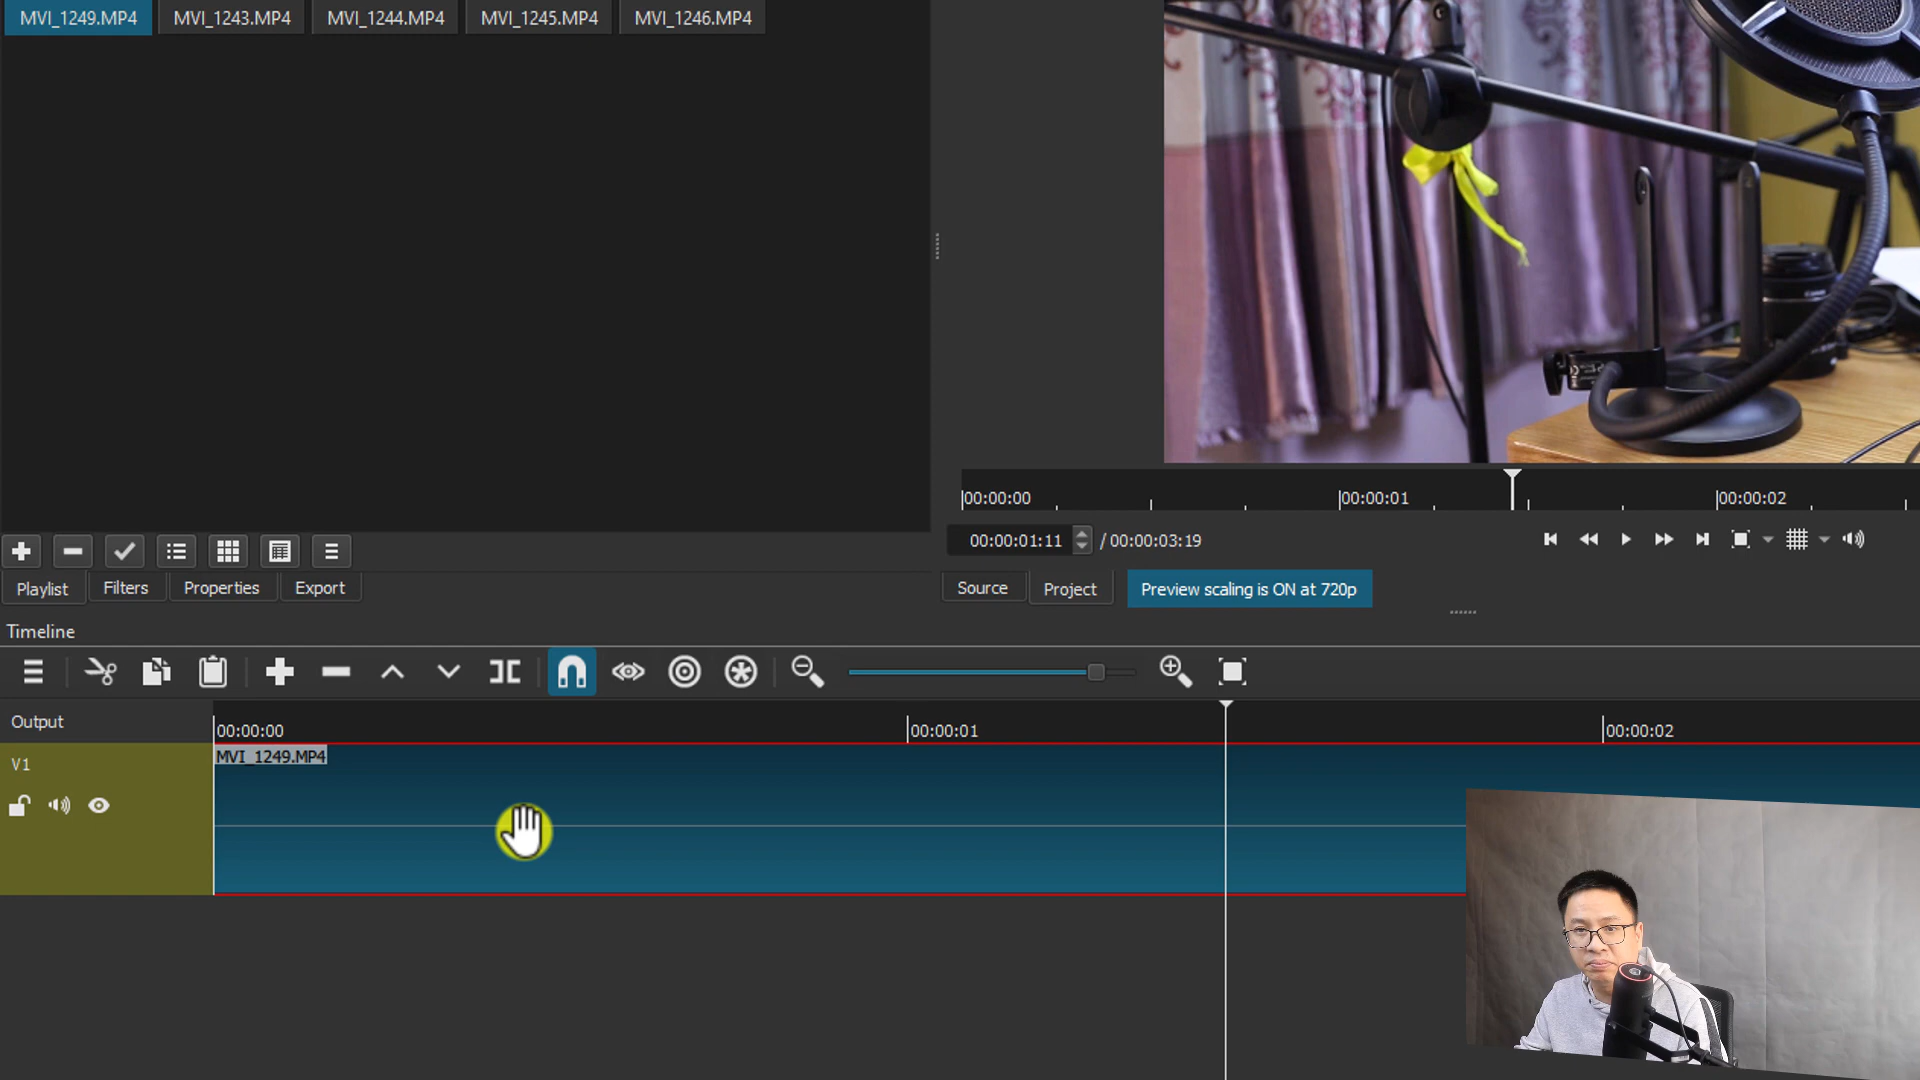 MVI_1249.MP4 MVI_1243.MP4 MVI_1244.MP4 MVI_1245.MP4 MVI_1246.MP4
00:00:00 00:00:01 00:00:02
00:00:01:11 / 00:00:03:19
Playlist Filters Properties Export
Source Project Preview scaling is ON at 720p
Timeline
Output
00:00:00 00:00:01 00:00:02
MVI_1249.MP4
V1